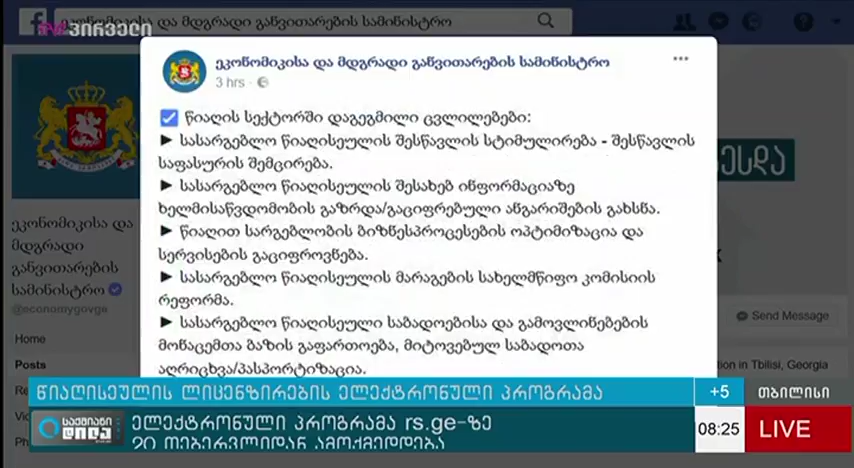 ეკონომიკისა და მდგრადი განვითარების სამინისტრო
პირველი
ეკონომიკისა და მდგრადი განვითარების სამინისტრო
3 hrs
წიაღის სექტორში დაგეგმილი ცვლილებები:
► სასარგებლო წიაღისეულის შესწავლის სტიმულირება - შესწავლის
საფასურის შემცირება.
► სასარგებლო წიაღისეულის შესახებ ინფორმაციაზე
ხელმისაწვდომობის გაზრდა/გაციფრებული ანგარიშების გახსნა.
► წიაღით სარგებლობის ბიზნესპროცესების ოპტიმიზაცია და
სერვისების გაციფროვნება.
► სასარგებლო წიაღისეულის მარაგების სახელმწიფო კომისიის
რეფორმა.
► სასარგებლო წიაღისეული საბადოებისა და გამოვლინებების
მონაცემთა ბაზის გაფართოება, მიტოვებულ საბადოთა
აღრიცხვა/პასპორტიზაცია.
ეკონომიკისა და
მდგრადი
განვითარების
სამინისტრო
@economygovge
Home
Posts
Send Message
in Tbilisi, Georgia
წიაღისეულის ლიცენზირების ელექტრონული პროგრამა
+5
თბილისი
საქმიანი
დილა
ელექტრონული პროგრამა rs.ge-ზე
20 თებერვლიდან ამოქმედდება
08:25
LIVE